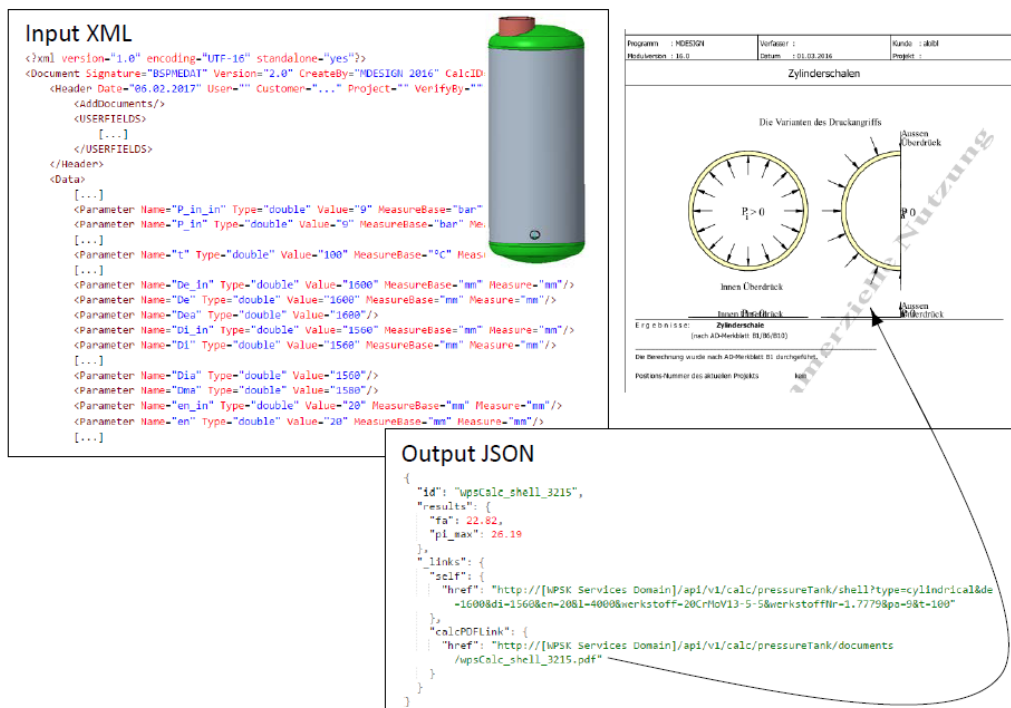 Input XML
<?xml version="1.0" encoding="UTF-16" standalone="yes"?>
<Document Signature="BSPMEDAT" Version="2.0" CreateBy="MDESIGN 2016" CalcID
<Header Date="06.02.2017" User="" Customer="..." Project="" VerifyBy=""
<AddDocuments/>
<USERFIELDS>
[...]
</USERFIELDS>
</Header>
<Data>
[...]
<Parameter Name="P_in_in" Type="double" Value="9" MeasureBase="bar"
<Parameter Name="P_in" Type="double" Value="9" MeasureBase="bar" Me
[...]
<Parameter Name="t" Type="double" Value="100" MeasureBase="°C" Meas
[...]
<Parameter Name="De_in" Type="double" Value="1600" MeasureBase="mm" Measure="mm"/>
<Parameter Name="De" Type="double" Value="1600" MeasureBase="mm" Measure="mm"/>
<Parameter Name="Dea" Type="double" Value="1600"/>
<Parameter Name="Di_in" Type="double" Value="1560" MeasureBase="mm" Measure="mm"/>
<Parameter Name="Di" Type="double" Value="1560" MeasureBase="mm" Measure="mm"/>
[...]
<Parameter Name="Dia" Type="double" Value="1560"/>
<Parameter Name="Dma" Type="double" Value="1580"/>
<Parameter Name="en_in" Type="double" Value="20" MeasureBase="mm" Measure="mm"/>
<Parameter Name="en" Type="double" Value="20" MeasureBase="mm" Measure="mm"/>
[...]
Programm : MDESIGN
Modulversion : 16.0
Verfasser :
Datum : 01.03.2016
Kunde :
Projekt :
Zylinderschalen
Die Varianten des Druckangriffs
Aussen
Überdrück
P i > 0
0
Innen Überdrück
Aussen
Überdrück
Ergebnisse: Zylinderschale
(nach AD-Merkblatt B1/B6/B10)
Die Berechnung wurde nach AD-Merkblatt B1 durchgeführt.
Positions-Nummer des aktuellen Projekts kein
merziehe Nutzung
Output JSON
{
"id": "wpsCalc_shell_3215",
"results": {
"fa": 22.82,
"pi_max": 26.19
},
"_links": {
"self": {
"href": "http://[WPSK Services Domain]/api/v1/calc/pressureTank/shell?type=cylindrical&de
=1600&di=1560&en=20&l=4000&werkstoff=20CrMoV13-5-5&werkstoffNr=1.7779&pa=9&t=100"
},
"calcPDFLink": {
"href": "http://[WPSK Services Domain]/api/v1/calc/pressureTank/documents
/wpsCalc_shell_3215.pdf"
}
}
}